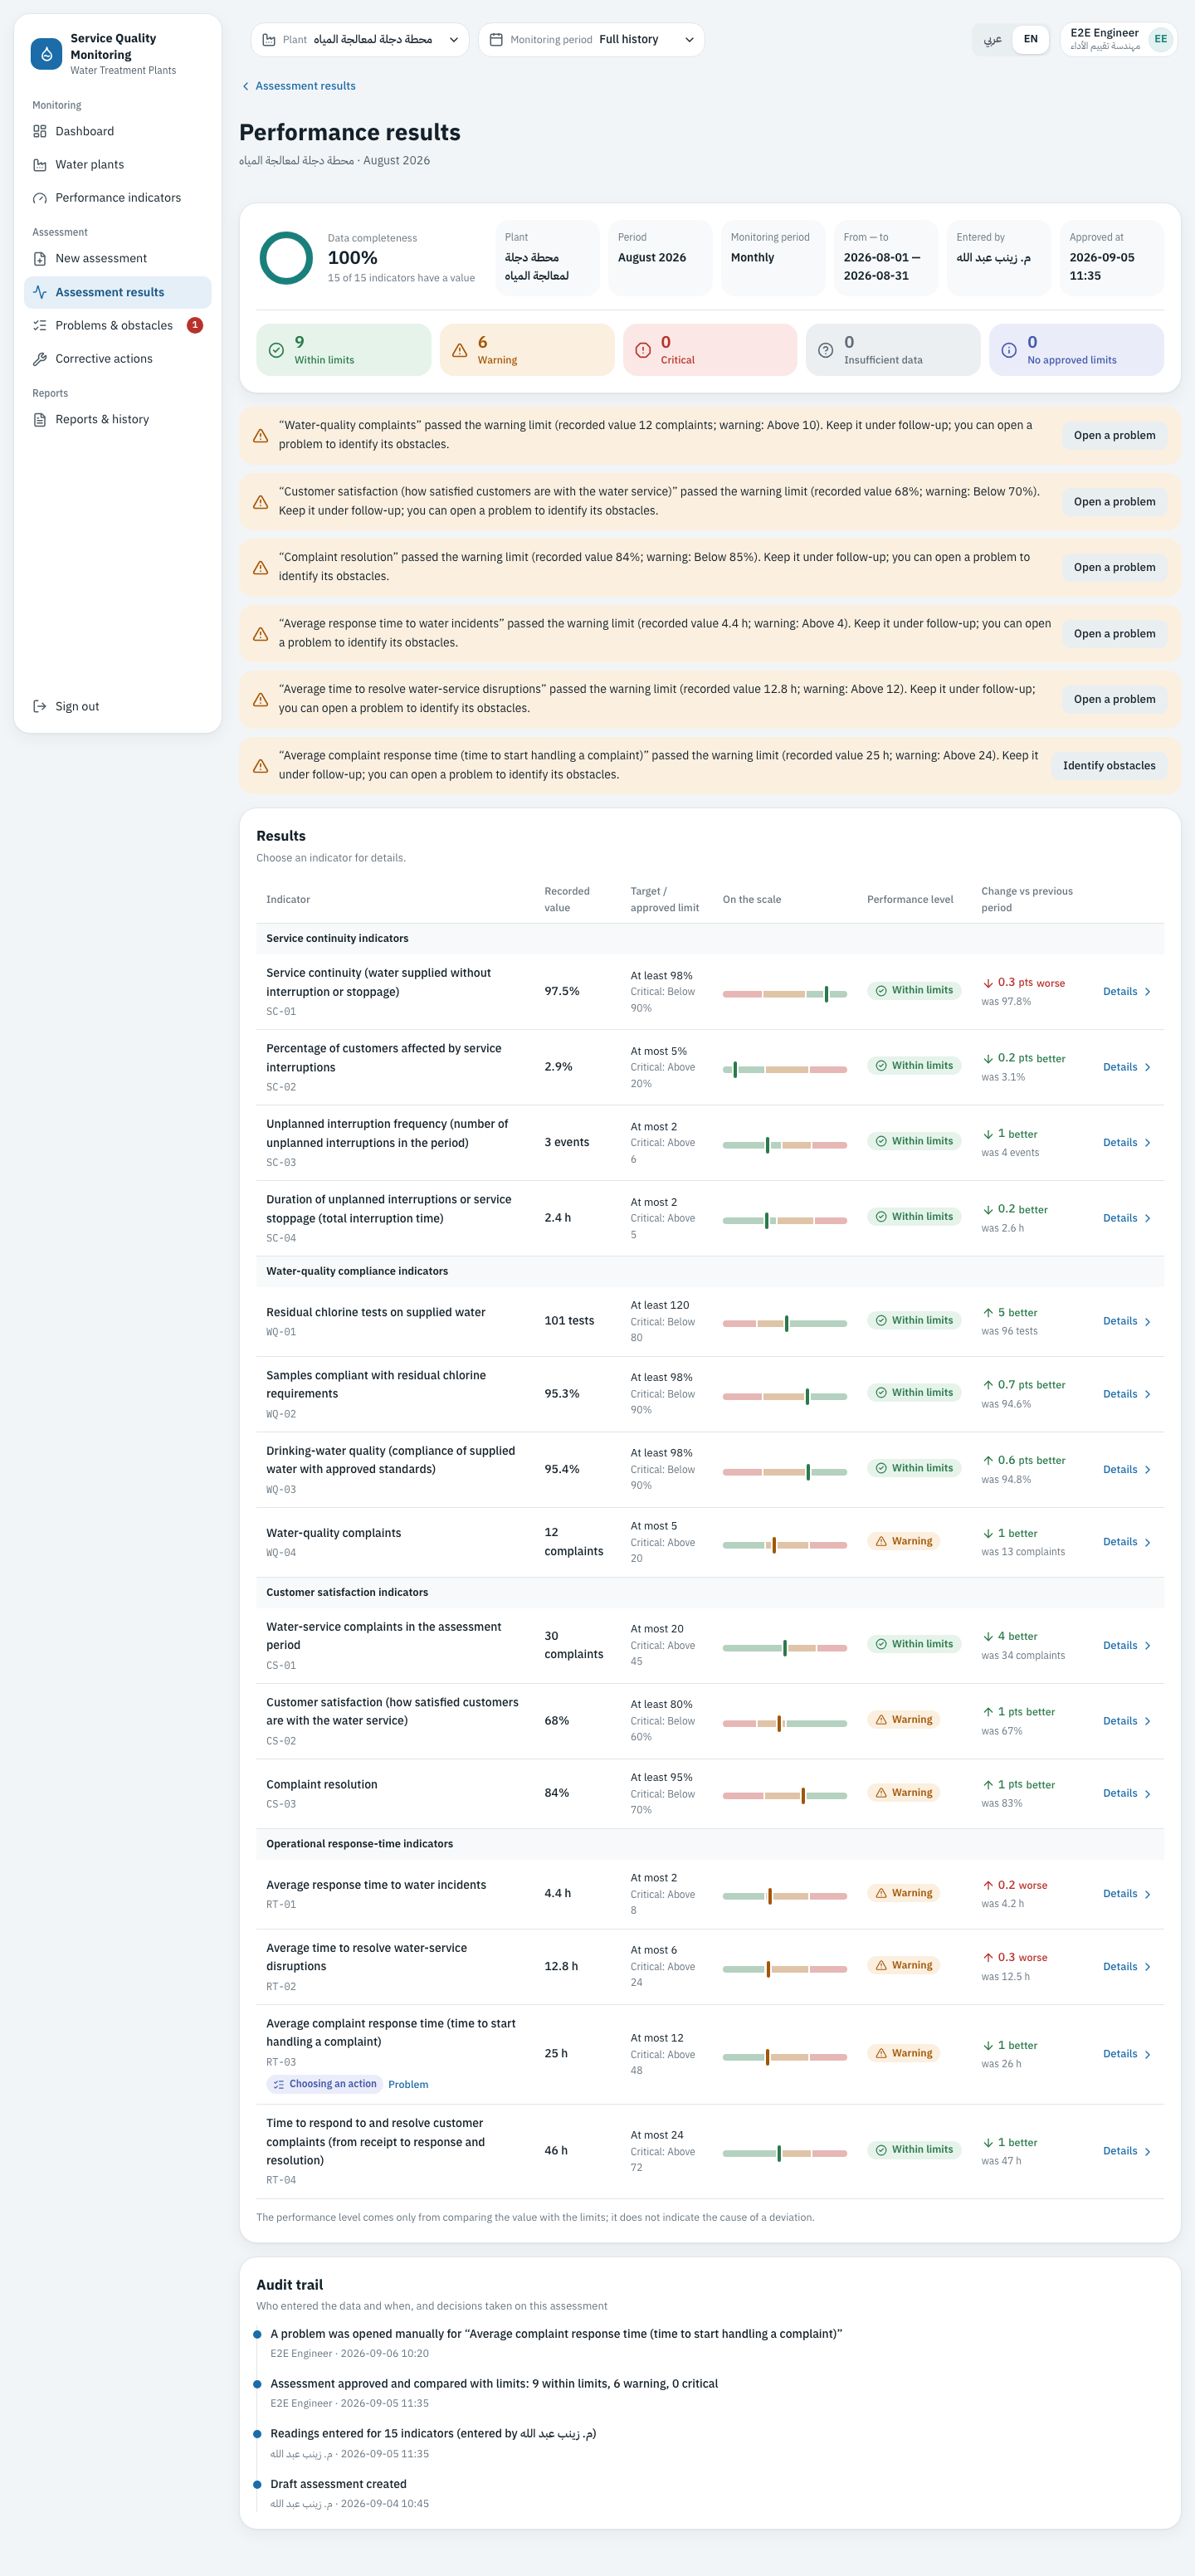 Service Quality
Monitoring
Water Treatment Plants
Monitoring
Dashboard
Water plants
Performance indicators
Assessment
New assessment
Assessment results
Problems & obstacles 1
Corrective actions
Reports
Reports & history
Sign out
Plant محطة دجلة لمعالجة المياه
Monitoring period Full history
عربي EN
E2E Engineer
مهندسة تقييم الأداء
EE
Assessment results
Performance results
محطة دجلة لمعالجة المياه · August 2026
Data completeness
100%
15 of 15 indicators have a value
Plant
محطة دجلة
لمعالجة المياه
Period
August 2026
Monitoring period
Monthly
From — to
2026-08-01 —
2026-08-31
Entered by
م. زينب عبد الله
Approved at
2026-09-05
11:35
9
Within limits
6
Warning
0
Critical
0
Insufficient data
0
No approved limits
“Water-quality complaints” passed the warning limit (recorded value 12 complaints; warning: Above 10). Keep it under follow-up; you can open a
problem to identify its obstacles.
Open a problem
“Customer satisfaction (how satisfied customers are with the water service)” passed the warning limit (recorded value 68%; warning: Below 70%).
Keep it under follow-up; you can open a problem to identify its obstacles.
Open a problem
“Complaint resolution” passed the warning limit (recorded value 84%; warning: Below 85%). Keep it under follow-up; you can open a problem to
identify its obstacles.
Open a problem
“Average response time to water incidents” passed the warning limit (recorded value 4.4 h; warning: Above 4). Keep it under follow-up; you can open
a problem to identify its obstacles.
Open a problem
“Average time to resolve water-service disruptions” passed the warning limit (recorded value 12.8 h; warning: Above 12). Keep it under follow-up;
you can open a problem to identify its obstacles.
Open a problem
“Average complaint response time (time to start handling a complaint)” passed the warning limit (recorded value 25 h; warning: Above 24). Keep it
under follow-up; you can open a problem to identify its obstacles.
Identify obstacles
Results
Choose an indicator for details.
Indicator
Recorded
value
Target /
approved limit
On the scale
Performance level
Change vs previous
period
Service continuity indicators
Service continuity (water supplied without
interruption or stoppage)
SC-01
97.5%
At least 98%
Critical: Below
90%
Within limits
↓ 0.3 pts worse
was 97.8%
Details
Percentage of customers affected by service
interruptions
SC-02
2.9%
At most 5%
Critical: Above
20%
Within limits
↓ 0.2 pts better
was 3.1%
Details
Unplanned interruption frequency (number of
unplanned interruptions in the period)
SC-03
3 events
At most 2
Critical: Above
6
Within limits
↓ 1 better
was 4 events
Details
Duration of unplanned interruptions or service
stoppage (total interruption time)
SC-04
2.4 h
At most 2
Critical: Above
5
Within limits
↓ 0.2 better
was 2.6 h
Details
Water-quality compliance indicators
Residual chlorine tests on supplied water
WQ-01
101 tests
At least 120
Critical: Below
80
Within limits
↑ 5 better
was 96 tests
Details
Samples compliant with residual chlorine
requirements
WQ-02
95.3%
At least 98%
Critical: Below
90%
Within limits
↑ 0.7 pts better
was 94.6%
Details
Drinking-water quality (compliance of supplied
water with approved standards)
WQ-03
95.4%
At least 98%
Critical: Below
90%
Within limits
↑ 0.6 pts better
was 94.8%
Details
Water-quality complaints
WQ-04
12
complaints
At most 5
Critical: Above
20
Warning
↓ 1 better
was 13 complaints
Details
Customer satisfaction indicators
Water-service complaints in the assessment
period
CS-01
30
complaints
At most 20
Critical: Above
45
Within limits
↓ 4 better
was 34 complaints
Details
Customer satisfaction (how satisfied customers
are with the water service)
CS-02
68%
At least 80%
Critical: Below
60%
Warning
↑ 1 pts better
was 67%
Details
Complaint resolution
CS-03
84%
At least 95%
Critical: Below
70%
Warning
↑ 1 pts better
was 83%
Details
Operational response-time indicators
Average response time to water incidents
RT-01
4.4 h
At most 2
Critical: Above
8
Warning
↑ 0.2 worse
was 4.2 h
Details
Average time to resolve water-service
disruptions
RT-02
12.8 h
At most 6
Critical: Above
24
Warning
↑ 0.3 worse
was 12.5 h
Details
Average complaint response time (time to start
handling a complaint)
RT-03
Choosing an action Problem
25 h
At most 12
Critical: Above
48
Warning
↓ 1 better
was 26 h
Details
Time to respond to and resolve customer
complaints (from receipt to response and
resolution)
RT-04
46 h
At most 24
Critical: Above
72
Within limits
↓ 1 better
was 47 h
Details
The performance level comes only from comparing the value with the limits; it does not indicate the cause of a deviation.
Audit trail
Who entered the data and when, and decisions taken on this assessment
A problem was opened manually for “Average complaint response time (time to start handling a complaint)”
E2E Engineer · 2026-09-06 10:20
Assessment approved and compared with limits: 9 within limits, 6 warning, 0 critical
E2E Engineer · 2026-09-05 11:35
Readings entered for 15 indicators (entered by م. زينب عبد الله)
م. زينب عبد الله · 2026-09-05 11:35
Draft assessment created
م. زينب عبد الله · 2026-09-04 10:45